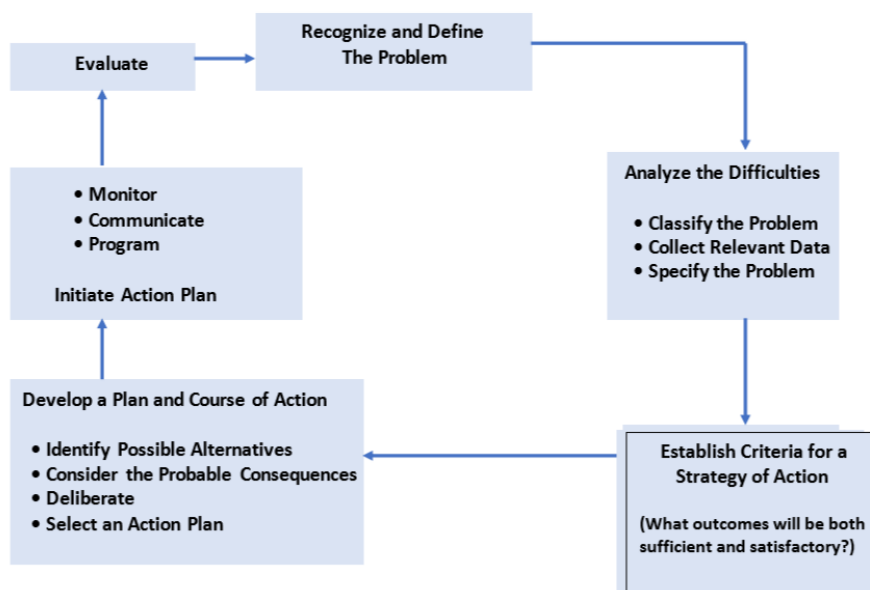 Recognize and Define
The Problem
Evaluate
Analyze the Difficulties
• Classify the Problem
• Collect Relevant Data
• Specify the Problem
• Monitor
• Communicate
• Program
Initiate Action Plan
Develop a Plan and Course of Action
• Identify Possible Alternatives
• Consider the Probable Consequences
• Deliberate
• Select an Action Plan
Establish Criteria for a
Strategy of Action
(What outcomes will be both
sufficient and satisfactory?)